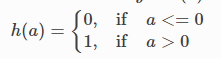 h(a) = { 0, if a <= 0
1, if a > 0